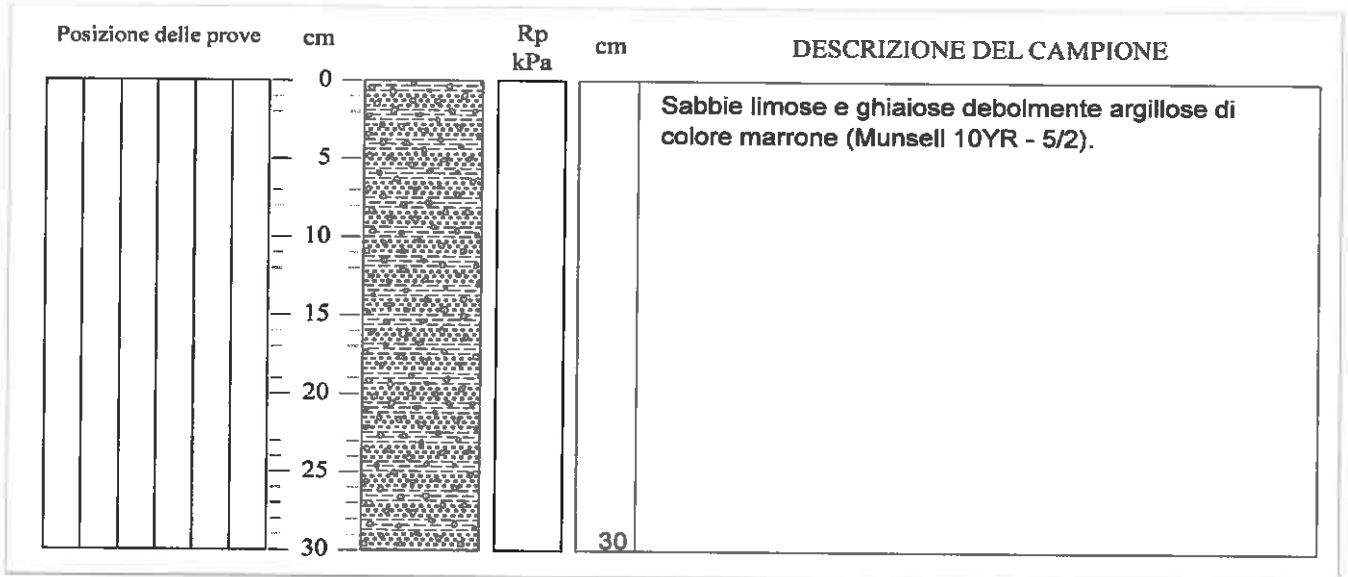 Posizione delle prove
cm
Rp
kPa
cm
DESCRIZIONE DEL CAMPIONE
0
5
10
15
20
25
30
30
Sabbie limose e ghiaiose debolmente argillose di
colore marrone (Munsell 10YR - 5/2).